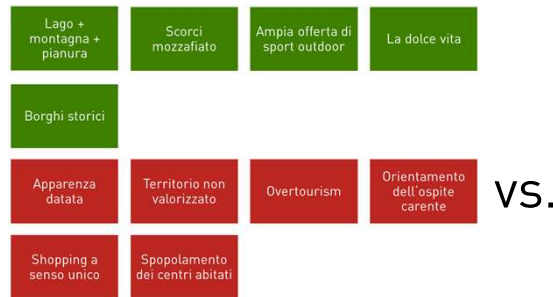 Lago +
montagna +
pianura
Scorci
mozzafiato
Ampia offerta di
sport outdoor
La dolce vita
Borghi storici
Apparenza
datata
Territorio non
valorizzato
Overtourism
Orientamento
dell'ospite
carente
vs.
Shopping a
senso unico
Spopolamento
dei centri abitati